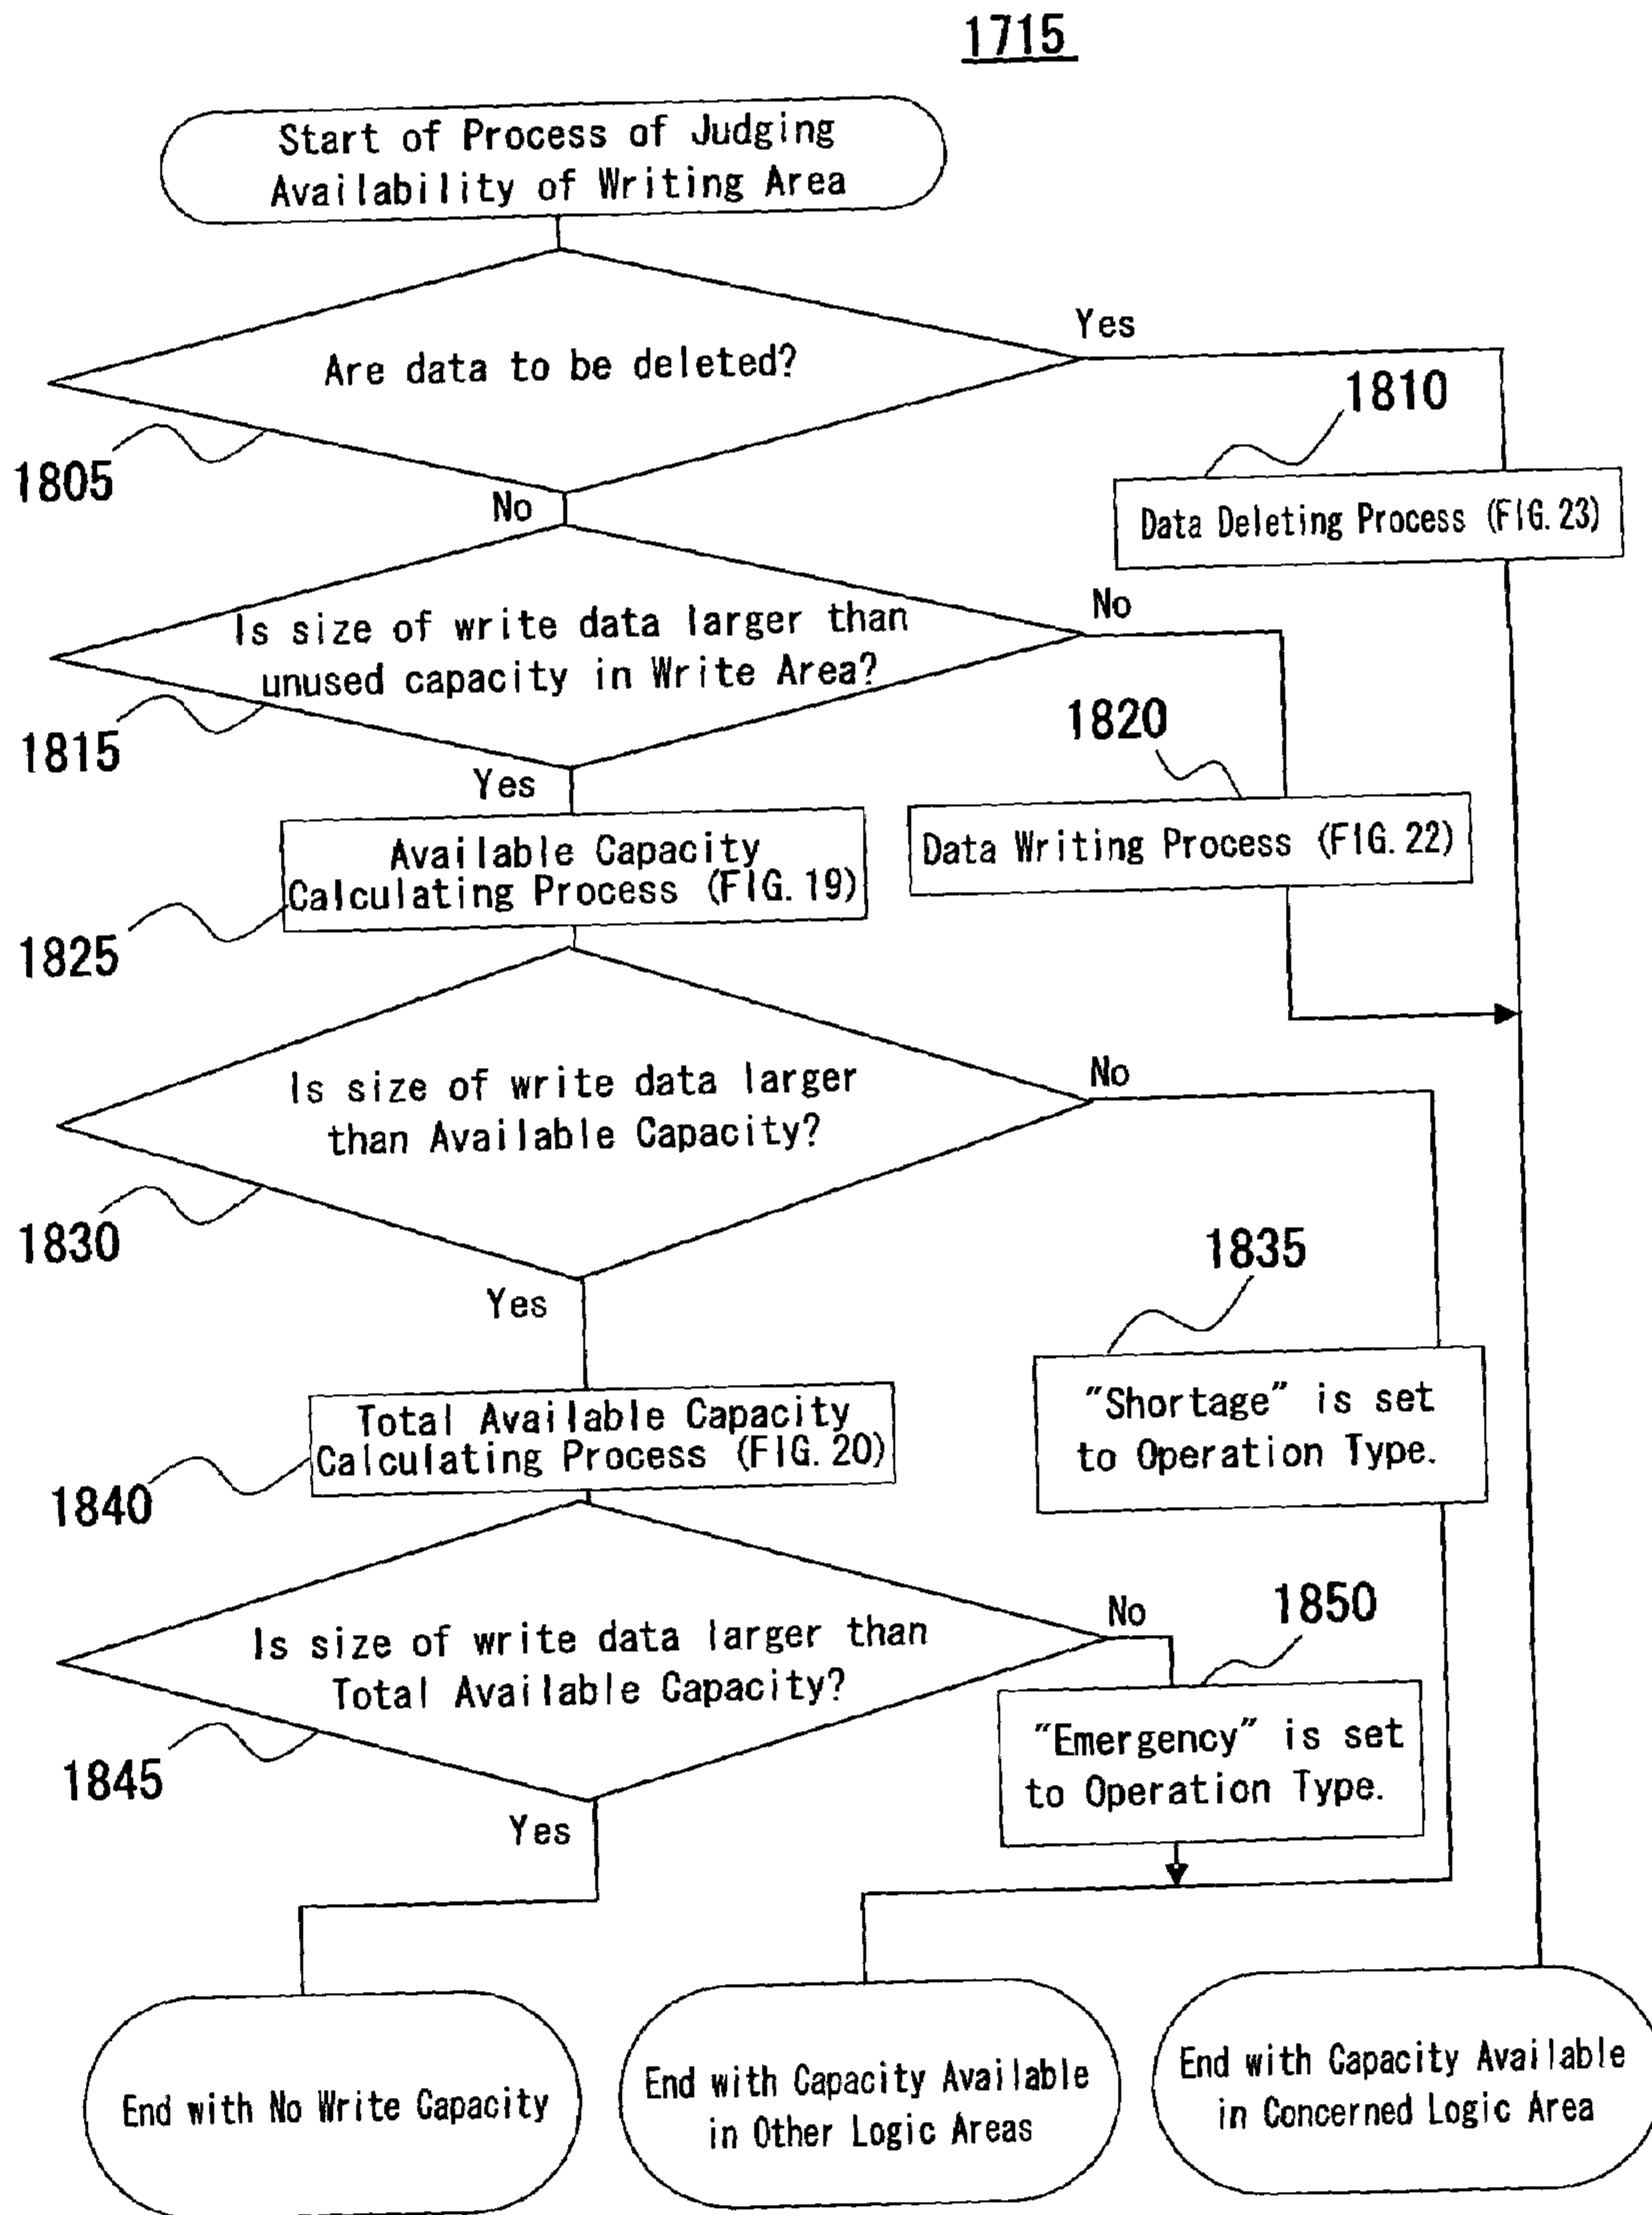 1715
Start of Process of Judging
Availability of Writing Area
Are data to be deleted?
Yes
1805
1810
No
Data Deleting Process (FIG. 23)
Is size of write data larger than
unused capacity in Write Area?
No
1815
1820
Yes
Data Writing Process (FIG. 22)
Available Capacity
Calculating Process (FIG. 19)
1825
Is size of write data larger
than Available Capacity?
No
1830
1835
Yes
"Shortage" is set
to Operation Type.
Total Available Capacity
Calculating Process (FIG. 20)
1840
Is size of write data larger than
Total Available Capacity?
No
1850
1845
"Emergency" is set
to Operation Type.
Yes
End with No Write Capacity
End with Capacity Available
in Other Logic Areas
End with Capacity Available
in Concerned Logic Area